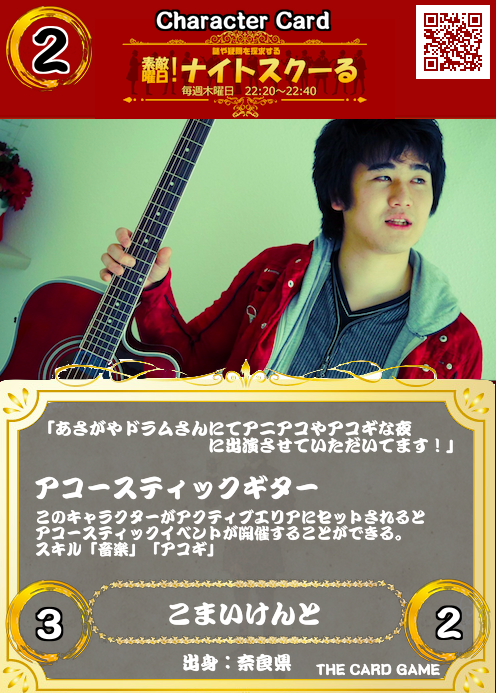 Character Card
2
謎や疑問を探求する
素敵曜日!ナイトスクーる
毎週木曜日 22:20~22:40
「あさがやドラムさんにてアニアコやアコギな夜
に出演させていただいてます!」
アコースティックギター
このキャラクターがアクティブエリアにセットされると
アコースティックイベントが開催することができる。
スキル「音楽」「アコギ」
3
こまいけんと
2
出身:奈良県
THE CARD GAME